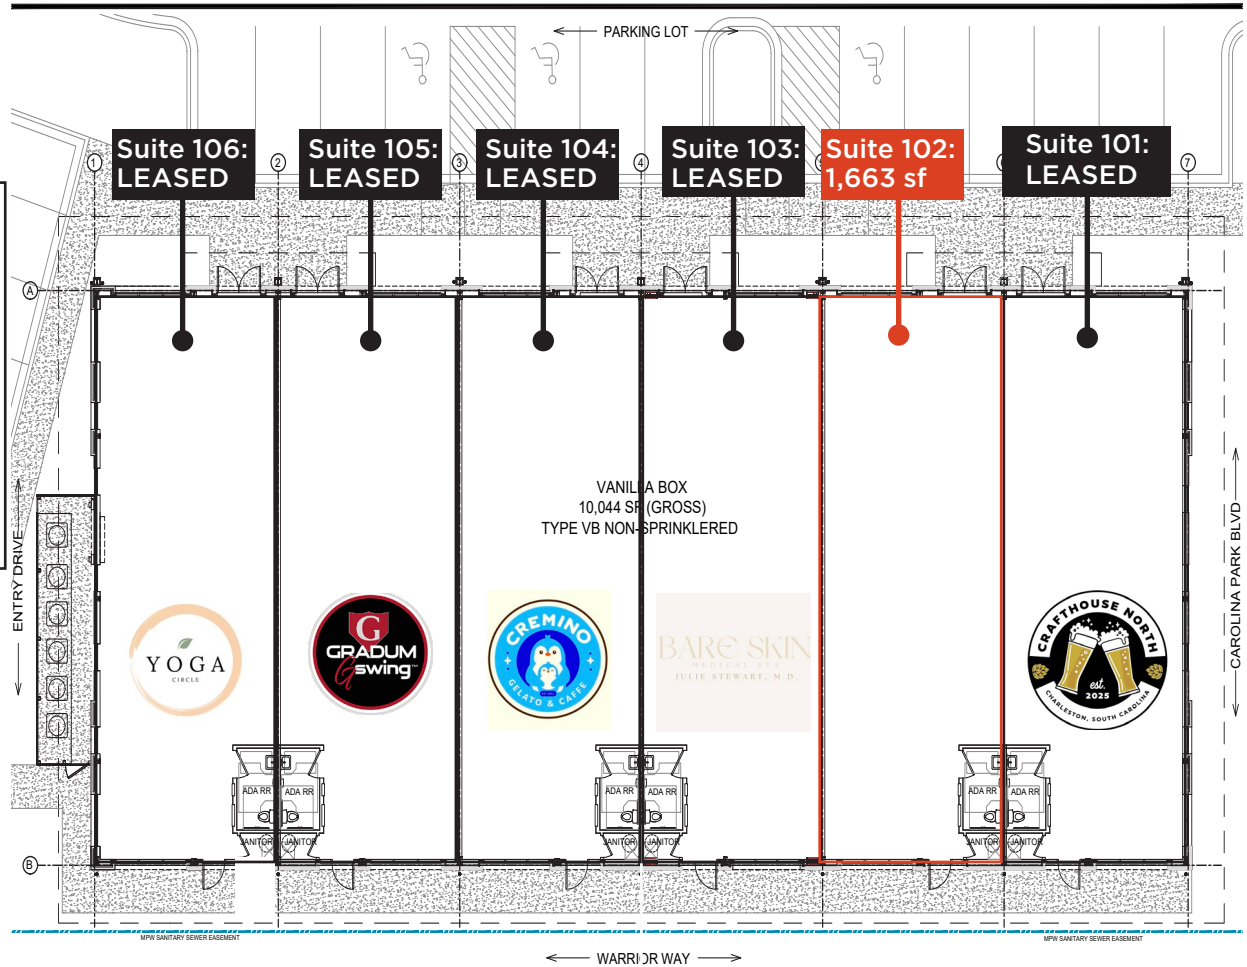 PARKING LOT
Suite 106:
LEASED
Suite 105:
LEASED
Suite 104:
LEASED
Suite 103:
LEASED
Suite 102:
1,663 sf
Suite 101:
LEASED
1
2
3
4
7
A
VANILLA BOX
10,044 SF (GROSS)
TYPE VB NON-SPRINKLERED
ENTRY DRIVE
CAROLINA PARK BLVD
YOGA
CIRCLE
G
GRADUM
Gswing™
CREMINO
GELATO & CAFFE
BARE SKIN
MEDICAL SPA
JULIE STEWART, M.D.
CRAFTHOUSE NORTH
est.
2025
CHARLESTON, SOUTH CAROLINA
ADA RR ADA RR
ADA RR ADA RR
ADA RR ADA RR
JANITOR JANITOR
JANITOR JANITOR
JANITOR JANITOR
B
MPW SANITARY SEWER EASEMENT
MPW SANITARY SEWER EASEMENT
WARRIOR WAY